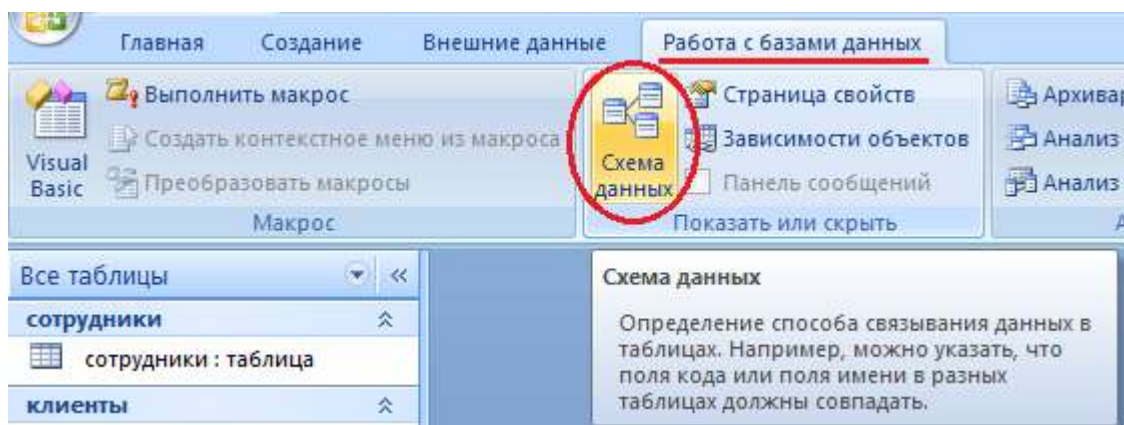 Главная Создание Внешние данные Работа с базами данных
Выполнить макрос
Создать контекстное меню из макроса
Преобразовать макросы
Visual
Basic
Макрос
Схема
данных
Страница свойств
Зависимости объектов
Панель сообщений
Показать или скрыть
Анализ
Анализ
Все таблицы
сотрудники
сотрудники : таблица
клиенты
Схема данных
Определение способа связывания данных в
таблицах. Например, можно указать, что
поля кода или поля имени в разных
таблицах должны совпадать.